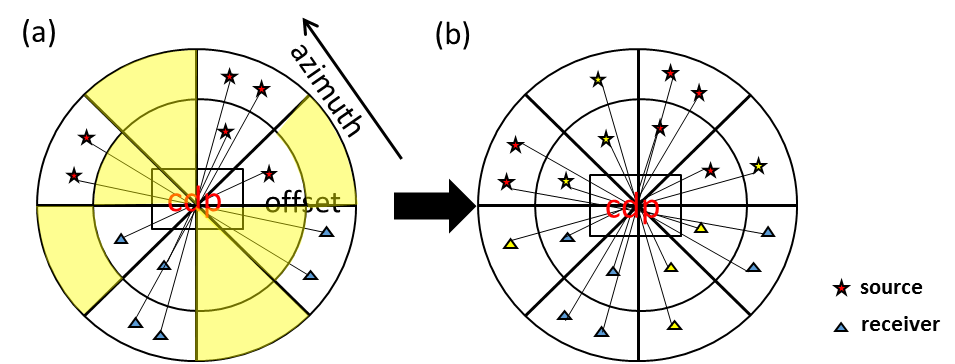 (a)
(b)
azimuth
cdp
offset
cdp
source
receiver